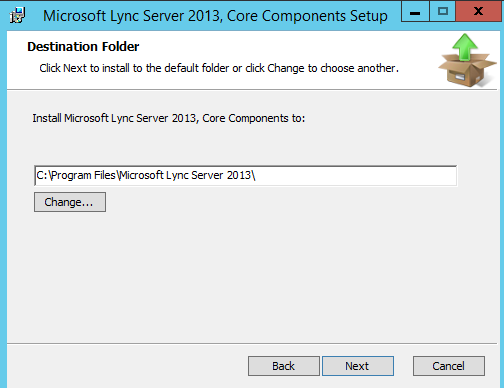 Microsoft Lync Server 2013, Core Components Setup
Destination Folder
Click Next to install to the default folder or click Change to choose another.
Install Microsoft Lync Server 2013, Core Components to:
C:\Program Files\Microsoft Lync Server 2013\
Change...
Back Next Cancel